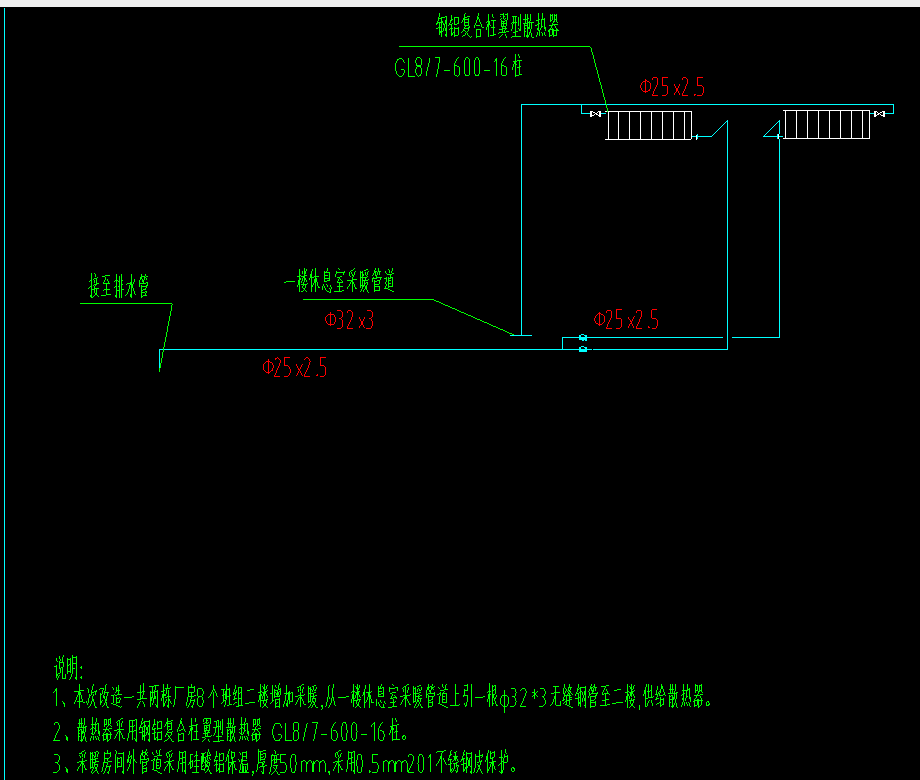 钢铝复合柱翼型散热器
GL8/7-600-16柱
Φ25x2.5
接至排水管
一楼休息室采暖管道
Φ32x3
Φ25x2.5
Φ25x2.5
说明:
1、本次改造一共两栋厂房8个班组二楼增加采暖,从一楼休息室采暖管道上引一根φ32*3无缝钢管至二楼,供给散热器。
2、散热器采用钢铝复合柱翼型散热器 GL8/7-600-16柱。
3、采暖房间外管道采用硅酸铝保温,厚度50mm,采用0.5mm201不锈钢皮保护。